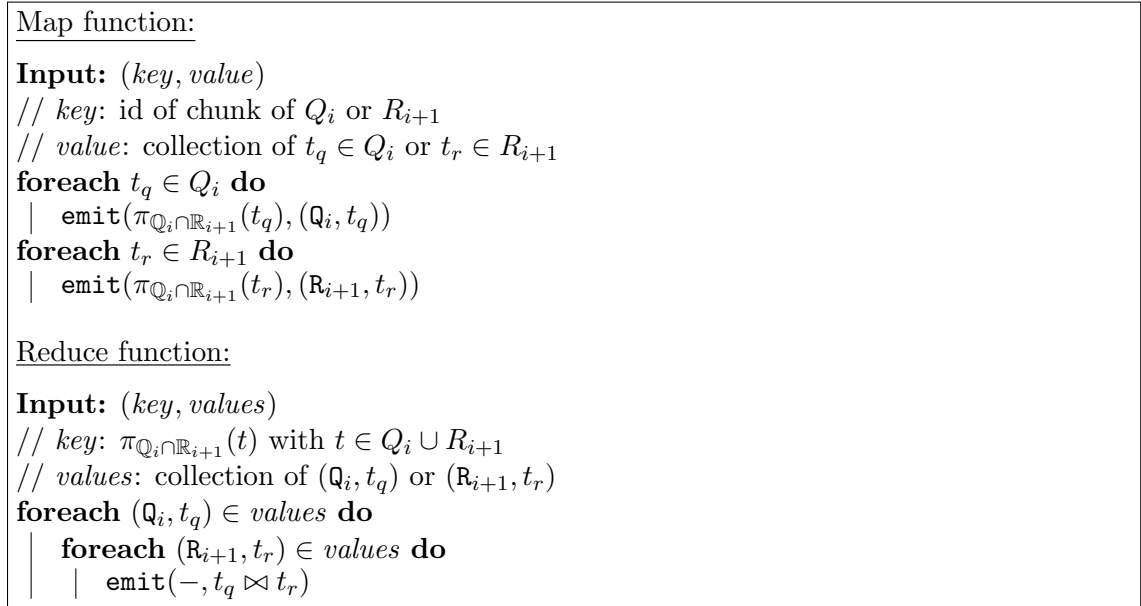 Map function:
Input: (key, value)
// key: id of chunk of Q_i or R_{i+1}
// value: collection of t_q ∈ Q_i or t_r ∈ R_{i+1}
foreach t_q ∈ Q_i do
emit(π_{ℚ_i∩ℝ_{i+1}}(t_q), (Q_i, t_q))
foreach t_r ∈ R_{i+1} do
emit(π_{ℚ_i∩ℝ_{i+1}}(t_r), (R_{i+1}, t_r))
Reduce function:
Input: (key, values)
// key: π_{ℚ_i∩ℝ_{i+1}}(t) with t ∈ Q_i ∪ R_{i+1}
// values: collection of (Q_i, t_q) or (R_{i+1}, t_r)
foreach (Q_i, t_q) ∈ values do
foreach (R_{i+1}, t_r) ∈ values do
emit(−, t_q ⋈ t_r)